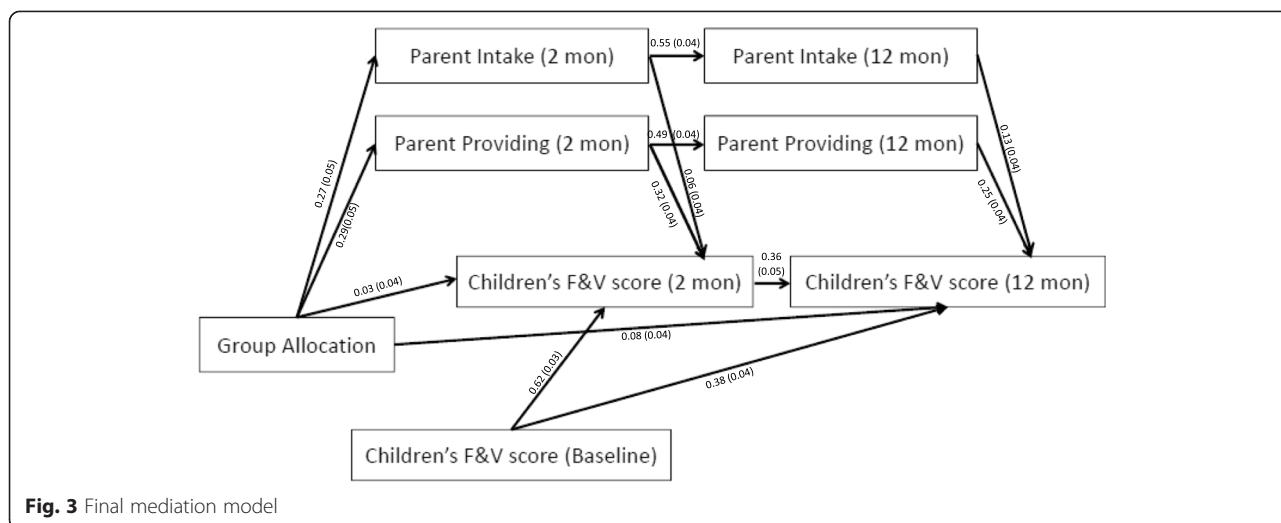 Parent Intake (2 mon)
0.55 (0.04)
Parent Intake (12 mon)
Parent Providing (2 mon)
0.49 (0.04)
Parent Providing (12 mon)
0.27 (0.05)
0.29(0.05)
0.06 (0.04)
0.32 (0.04)
0.13 (0.04)
0.25 (0.04)
Children's F&V score (2 mon)
0.36
(0.05)
Children's F&V score (12 mon)
0.03 (0.04)
Group Allocation
0.08 (0.04)
0.62 (0.03)
0.38 (0.04)
Children's F&V score (Baseline)
Fig. 3 Final mediation model